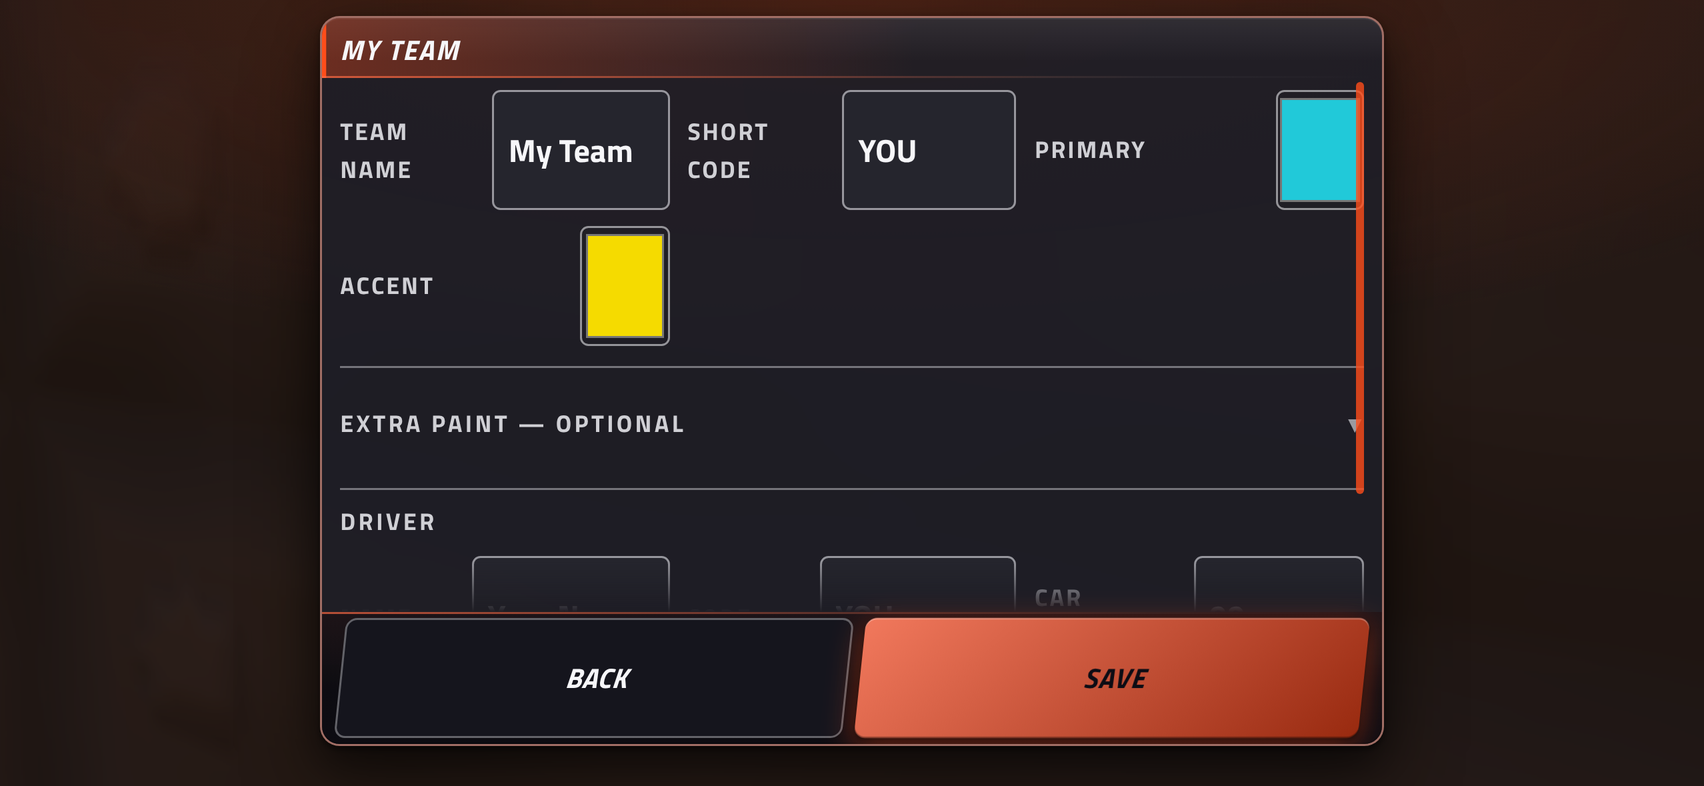 MY TEAM
TEAM NAME
My Team
SHORT CODE
YOU
PRIMARY
ACCENT
EXTRA PAINT — OPTIONAL
▼
DRIVER
CAR
BACK
SAVE